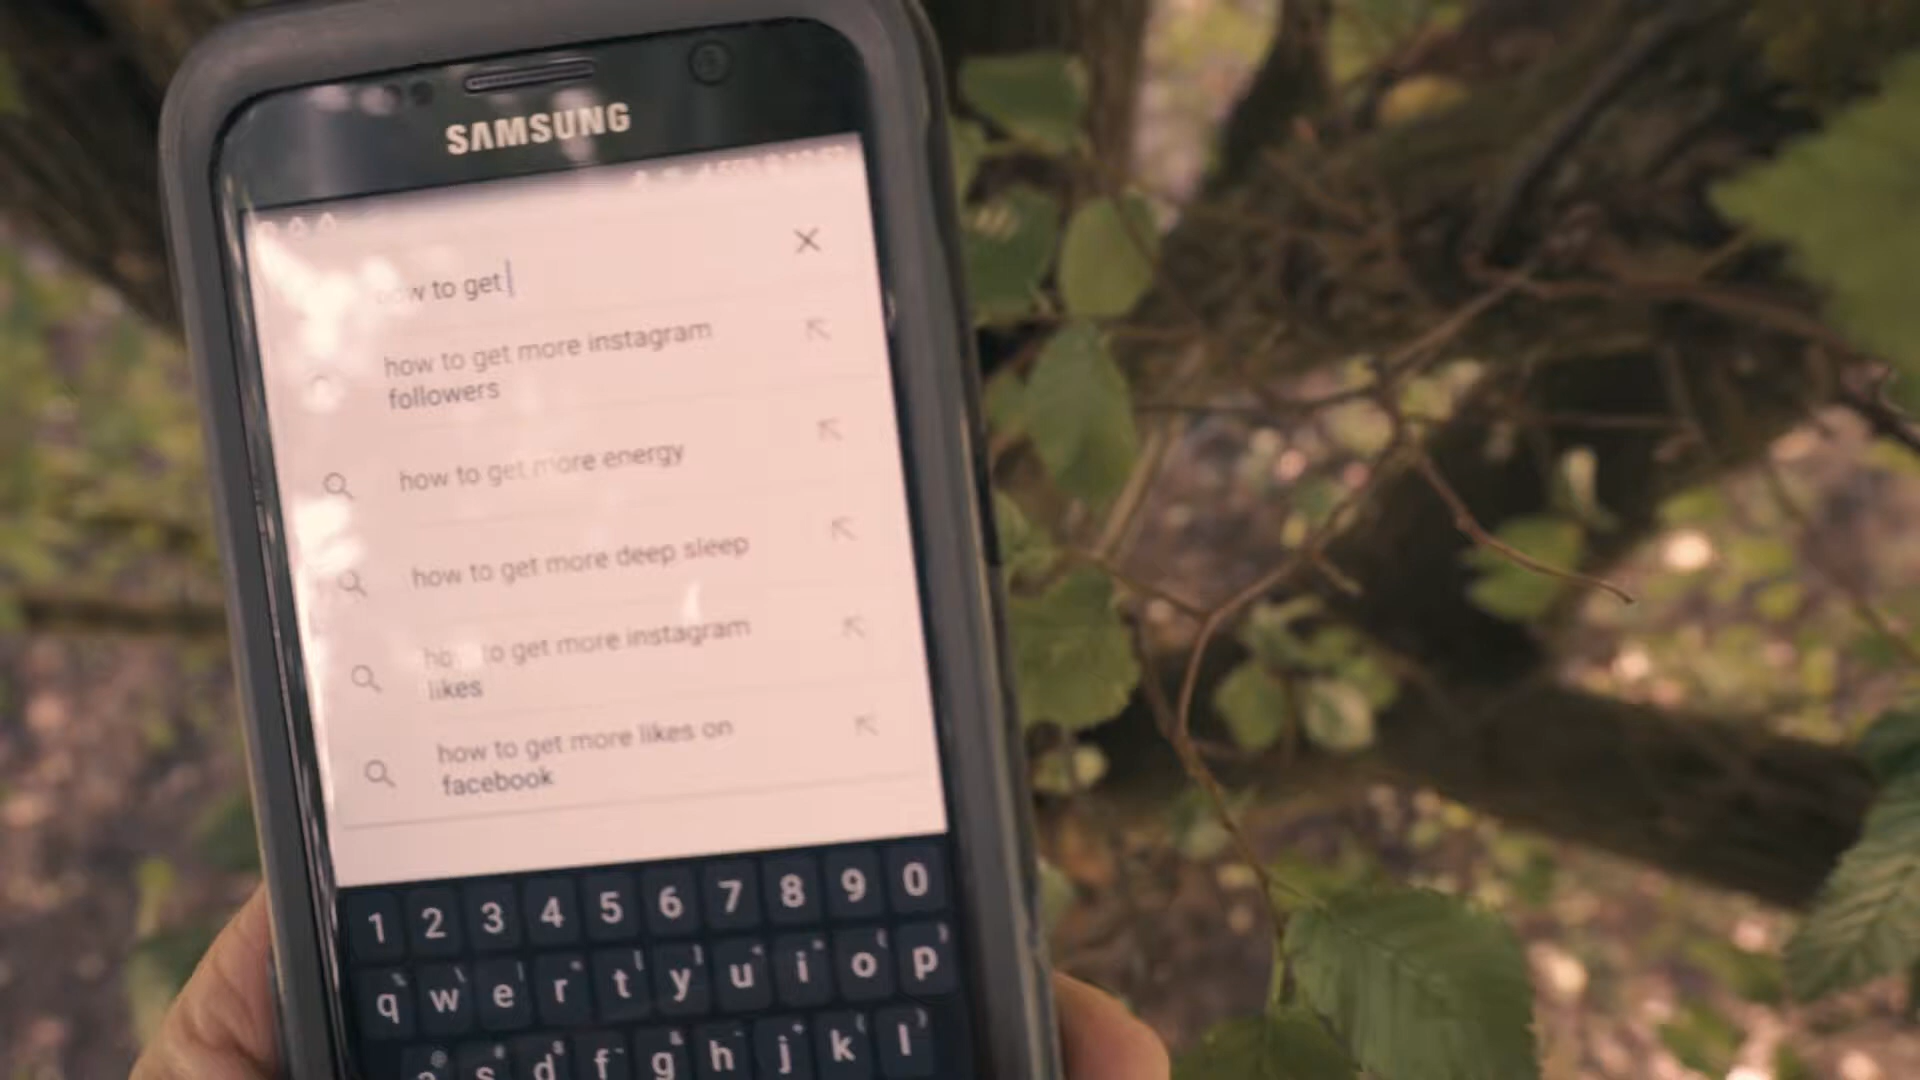 SAMSUNG
how to get
how to get more instagram
followers
how to get more energy
how to get more deep sleep
how to get more instagram
likes
how to get more likes on
facebook
1 2 3 4 5 6 7 8 9 0
q w e r t y u i o p
a s d f g h j k l